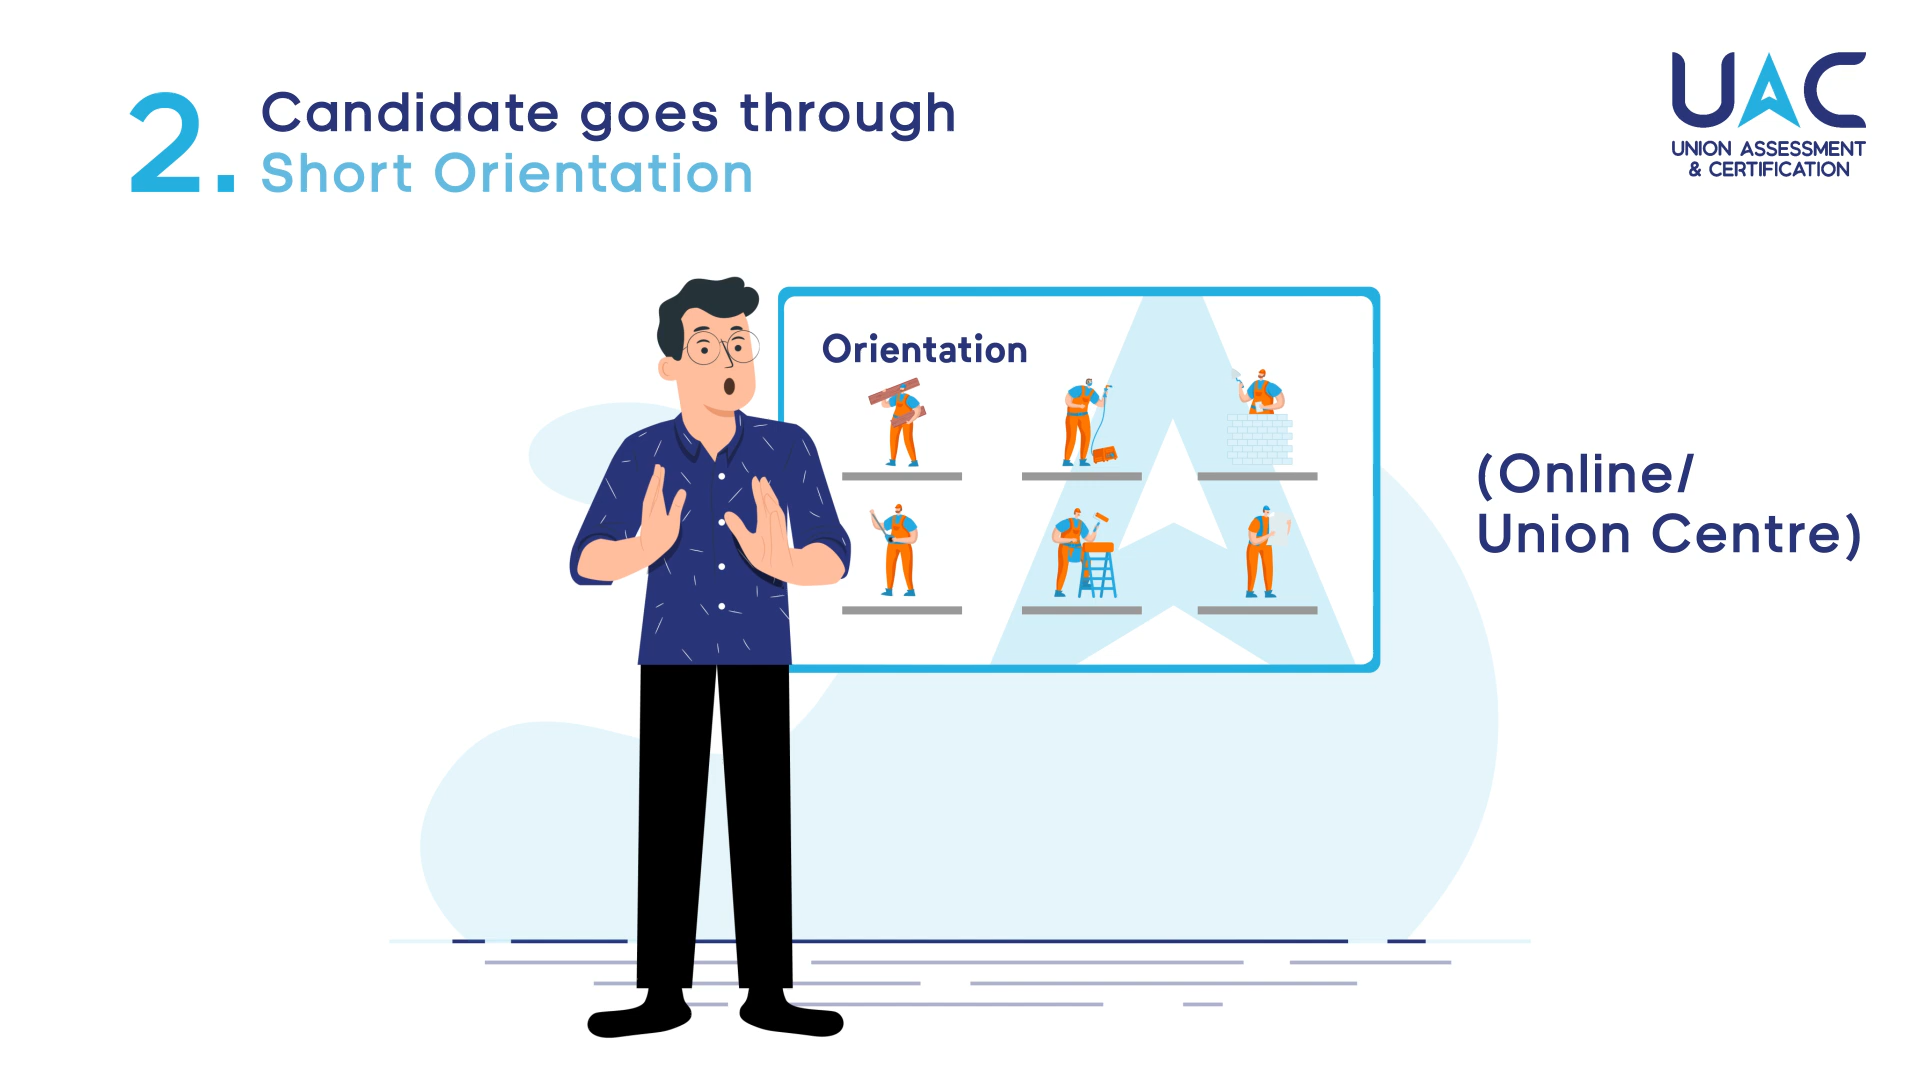 2. Candidate goes through
Short Orientation
UAC
UNION ASSESSMENT
& CERTIFICATION
Orientation
(Online/
Union Centre)